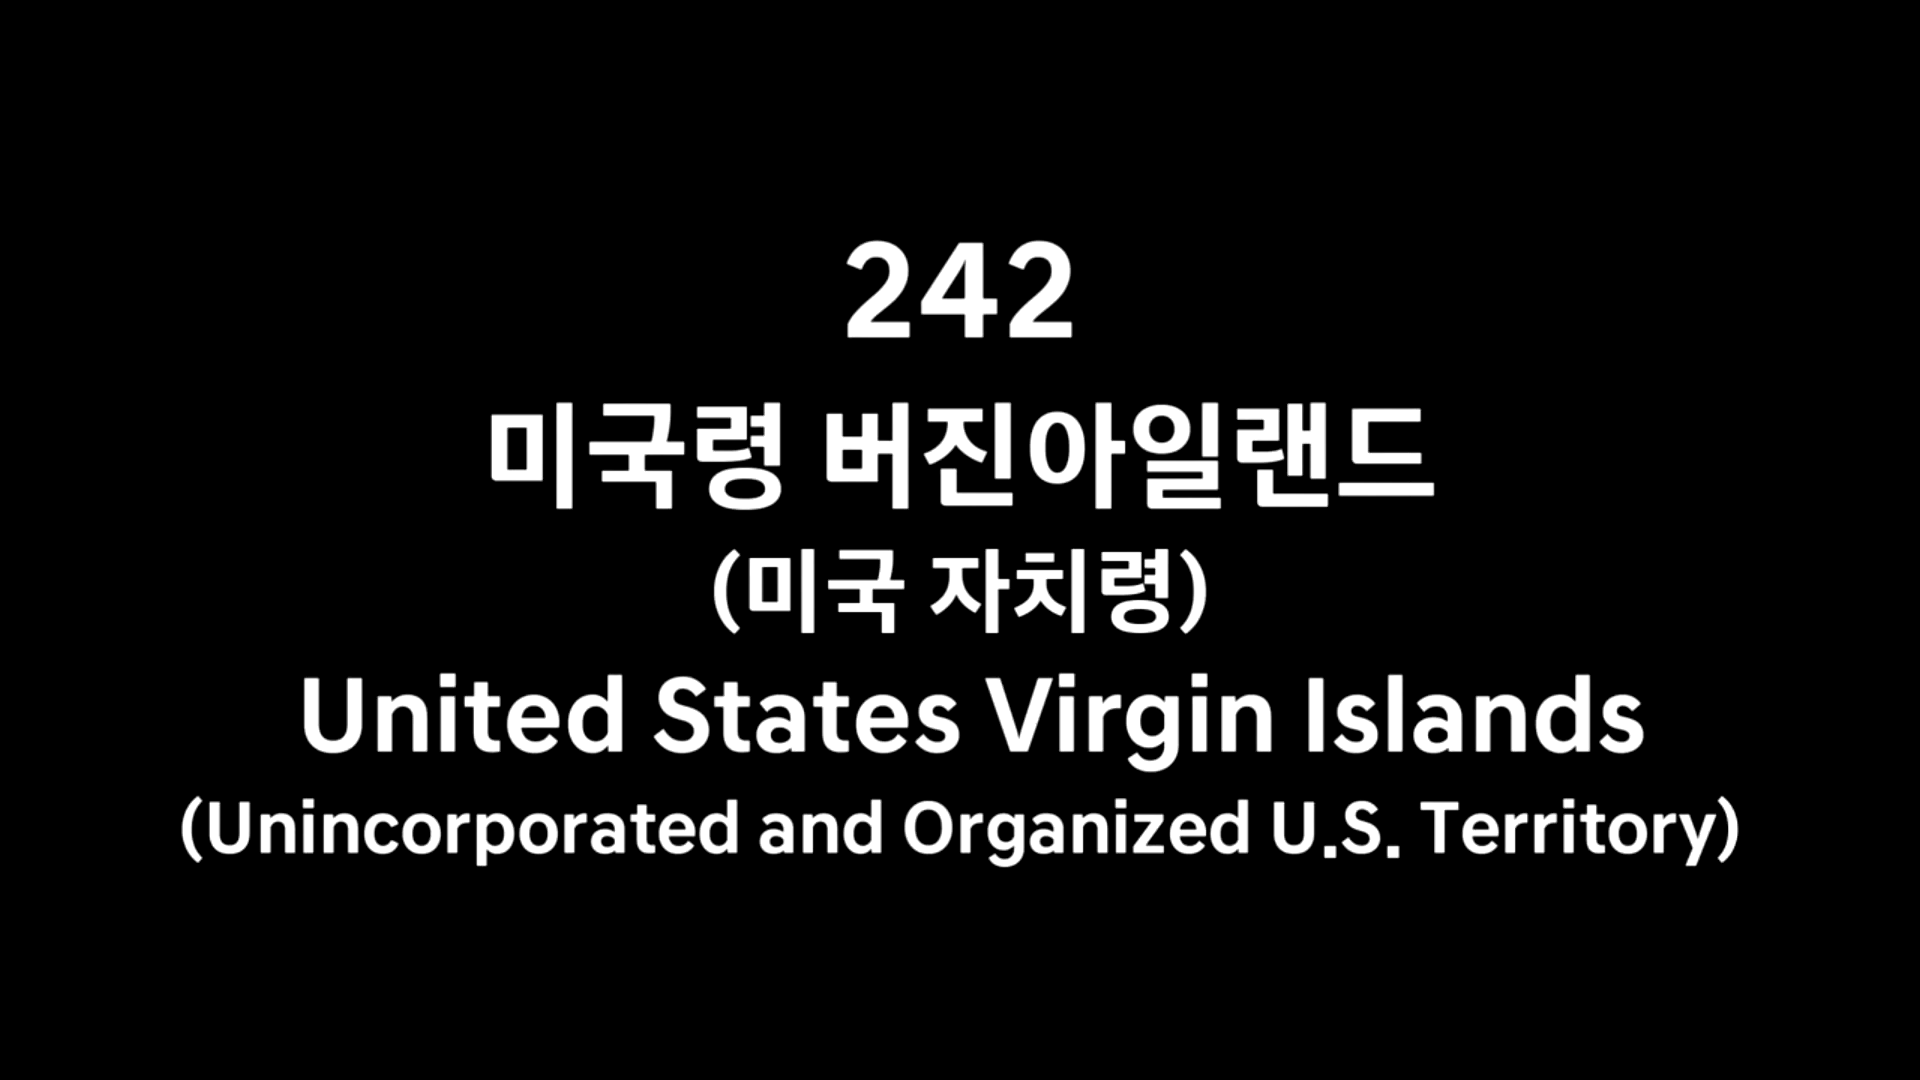 242
미국령 버진아일랜드
(미국 자치령)
United States Virgin Islands
(Unincorporated and Organized U.S. Territory)